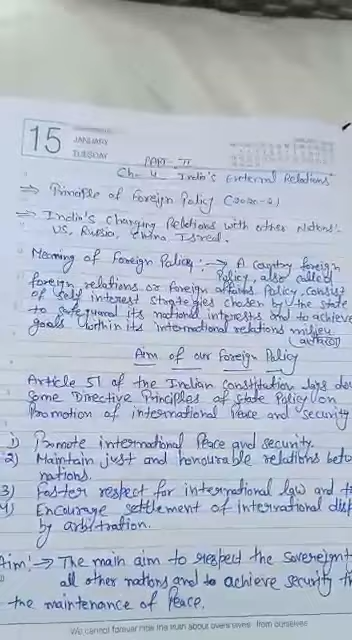 15 JANUARY
TUESDAY
PART - II
Ch - 4 India's External Relations
⇒ Principle of Foreign Policy
⇒ India's Changing Relations with other nations:
US, Russia, China, Israel.
Meaning of Foreign Policy :→ A country foreign
Policy, also called
foreign relations or foreign affairs Policy, consist
of self interest strategies chosen by the state
to safeguard its national interests and to achieve
goals within its international relations milieu
Aim of our Foreign Policy
Article 51 of the Indian Constitution lays do
some Directive Principles of State Policy on
Promotion of international Peace and security
1) Promote international Peace and security.
2) Maintain just and honourable relations betw
nations.
3) Foster respect for international law and t
4) Encourage settlement of International disp
by arbitration.
Aim :→ The main aim to respect the sovereignt
all other nations and to achieve security th
the maintenance of Peace.
We cannot forever hide the truth about ourselves from ourselves